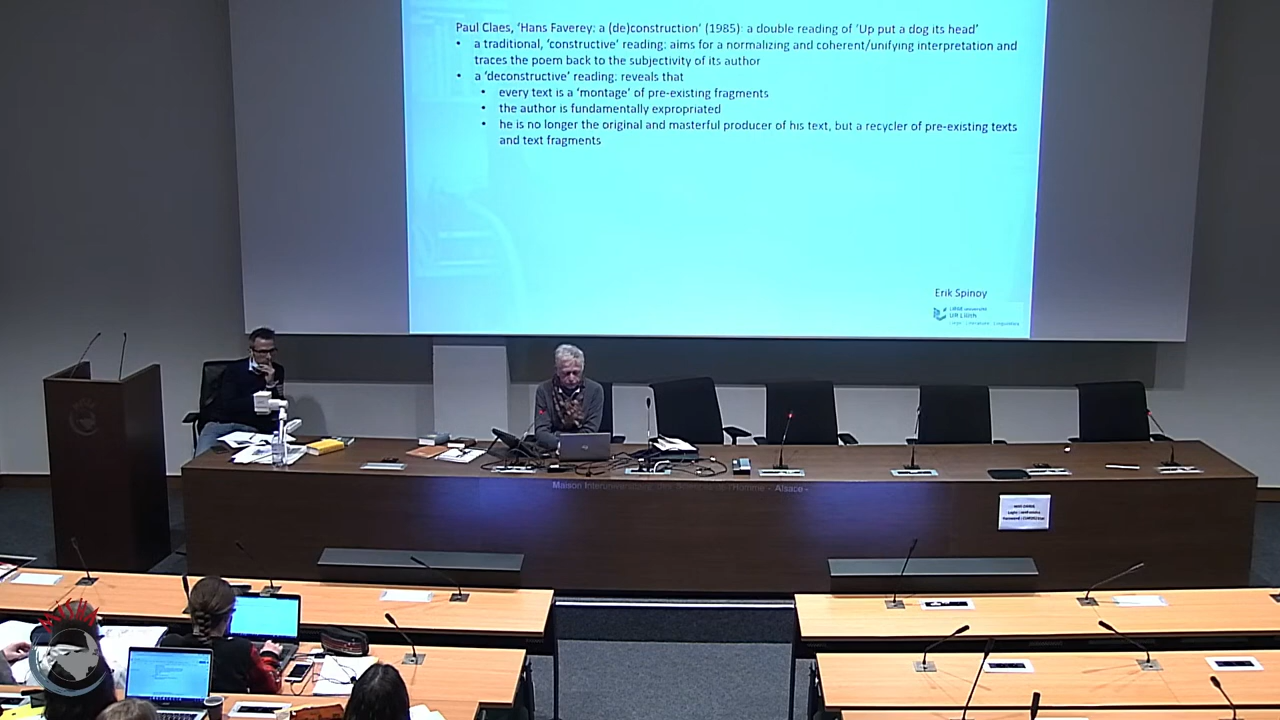 Paul Claes, ‘Hans Faverey: a (de)construction’ (1985): a double reading of ‘Up put a dog its head’
• a traditional, ‘constructive’ reading: aims for a normalizing and coherent/unifying interpretation and
traces the poem back to the subjectivity of its author
• a ‘deconstructive’ reading: reveals that
• every text is a ‘montage’ of pre-existing fragments
• the author is fundamentally expropriated
• he is no longer the original and masterful producer of his text, but a recycler of pre-existing texts
and text fragments
Erik Spinoy
Maison Interuniversitaire des Sciences de l'Homme - Alsace -